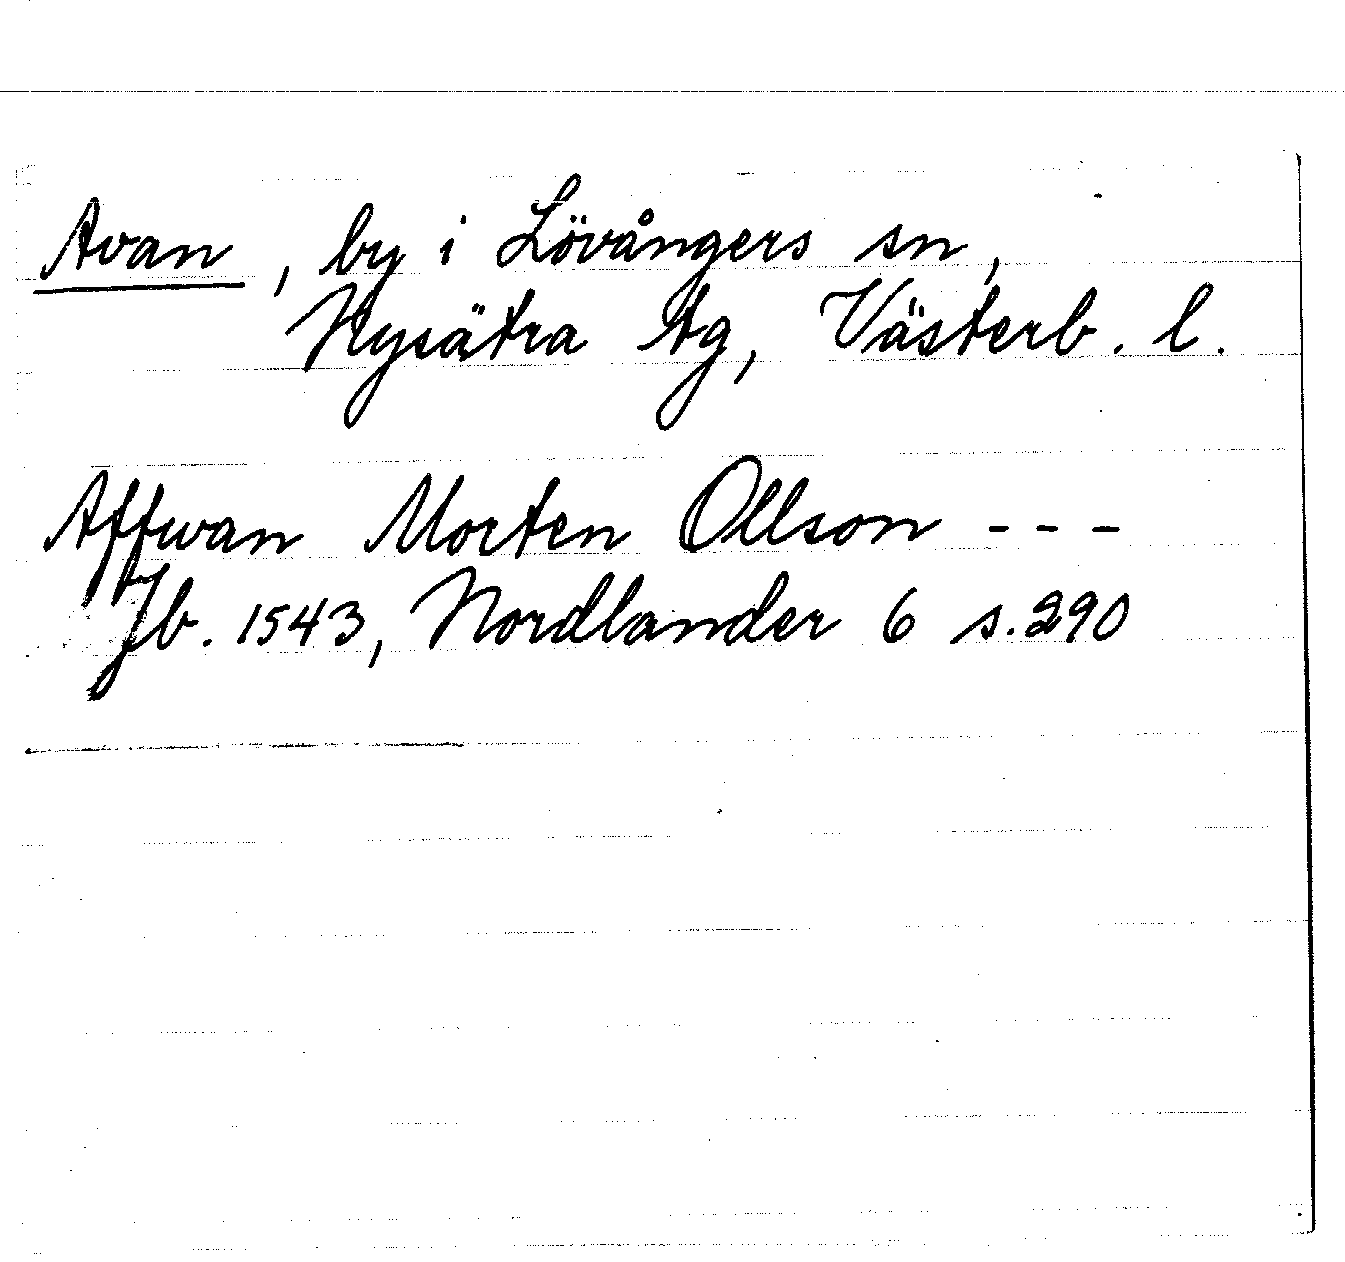 Avan, by i Lövångers sn,
Nysätra tg, Västerb. l.
Affwan Morten Ollson ---
Jb. 1543, Nordlander 6 s. 290